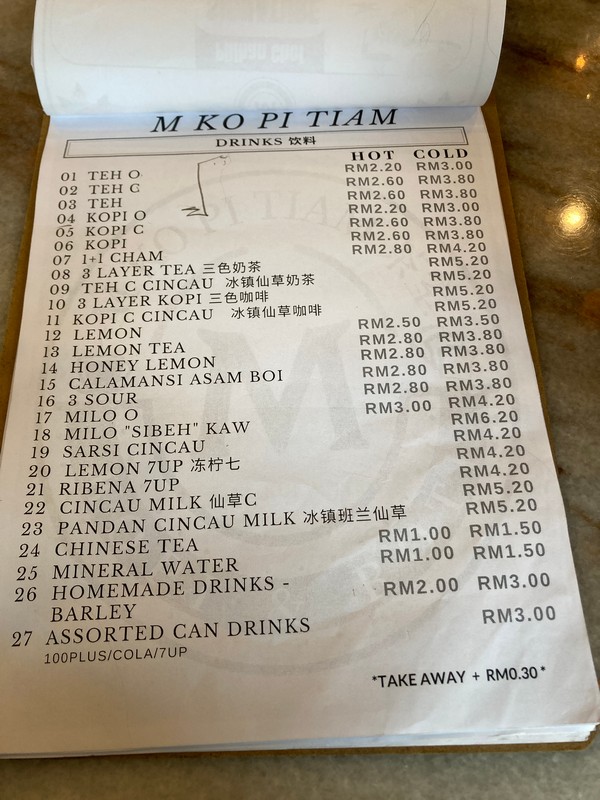 M KO PI TIAM
DRINKS 饮料
HOT COLD
01 TEH O RM2.20 RM3.00
02 TEH C RM2.60 RM3.80
03 TEH RM2.60 RM3.80
04 KOPI O RM2.20 RM3.00
05 KOPI C RM2.60 RM3.80
06 KOPI RM2.60 RM3.80
07 1+1 CHAM RM2.80 RM4.20
08 3 LAYER TEA 三色奶茶 RM5.20
09 TEH C CINCAU 冰镇仙草奶茶 RM5.20
10 3 LAYER KOPI 三色咖啡 RM5.20
11 KOPI C CINCAU 冰镇仙草咖啡 RM5.20
12 LEMON RM2.50 RM3.50
13 LEMON TEA RM2.80 RM3.80
14 HONEY LEMON RM2.80 RM3.80
15 CALAMANSI ASAM BOI RM2.80 RM3.80
16 3 SOUR RM2.80 RM3.80
17 MILO O RM3.00 RM4.20
18 MILO "SIBEH" KAW RM6.20
19 SARSI CINCAU RM4.20
20 LEMON 7UP 冻柠七 RM4.20
21 RIBENA 7UP RM4.20
22 CINCAU MILK 仙草C RM5.20
23 PANDAN CINCAU MILK 冰镇班兰仙草 RM5.20
24 CHINESE TEA RM1.00 RM1.50
25 MINERAL WATER RM1.00 RM1.50
26 HOMEMADE DRINKS - RM2.00 RM3.00
BARLEY
27 ASSORTED CAN DRINKS RM3.00
100PLUS/COLA/7UP
*TAKE AWAY + RM0.30*